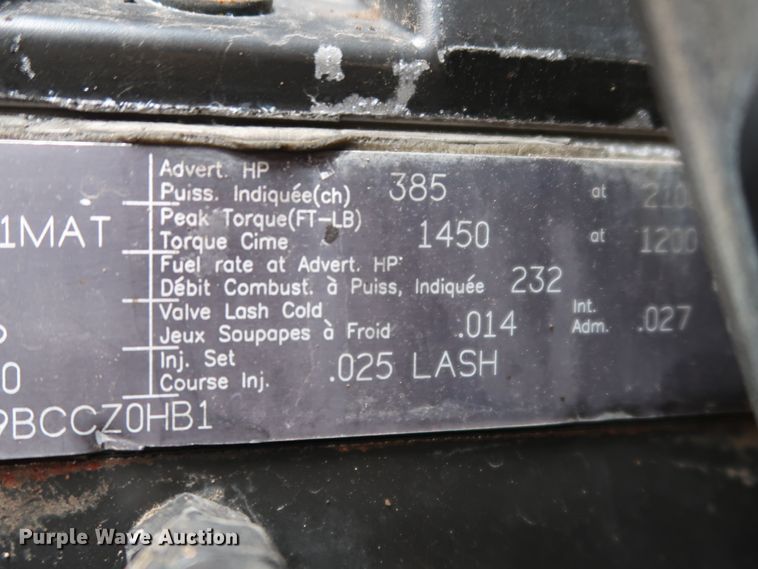 Advert. HP
Puiss. Indiquée(ch) 385 at
Peak Torque(FT-LB)
Torque Cime 1450 at 1200
1MAT
Fuel rate at Advert. HP:
Débit Combust. à Puiss, Indiquée 232
Valve Lash Cold Int.
Jeux Soupapes à Froid .014 Adm. .027
Inj. Set
Course Inj. .025 LASH
0
9BCCZ0HB1
Purple Wave Auction